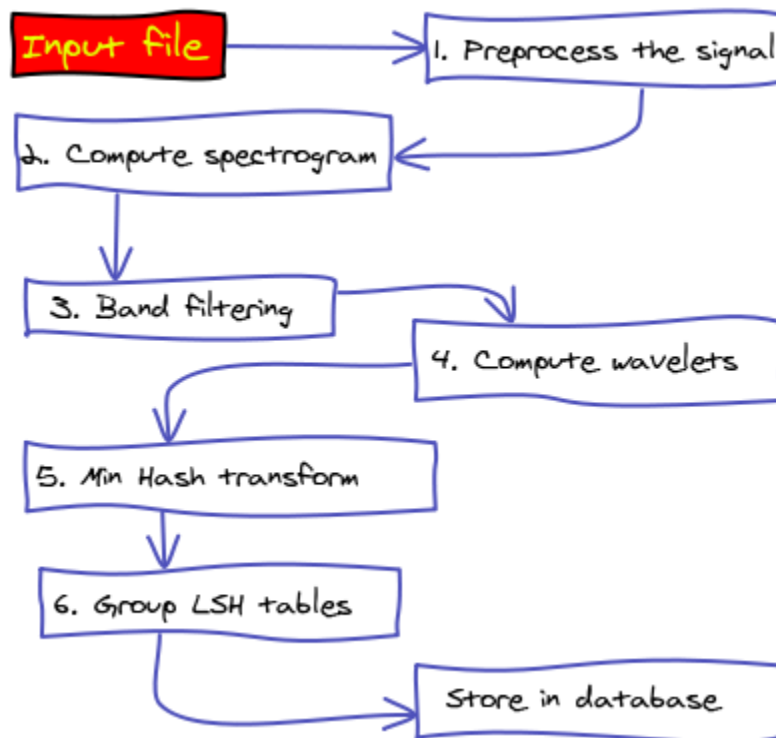 Input file
1. Preprocess the signal
2. Compute spectrogram
3. Band filtering
4. Compute wavelets
5. Min Hash transform
6. Group LSH tables
Store in database